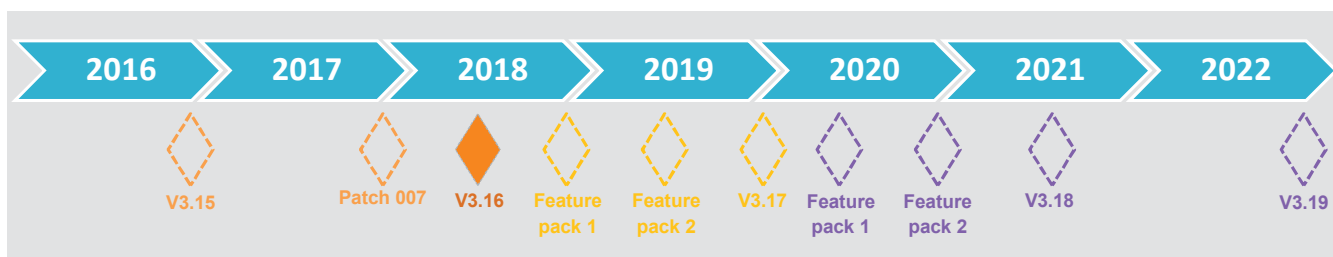 2016 2017 2018 2019 2020 2021 2022
V3.15 Patch 007 V3.16 Feature V3.17 Feature Feature V3.18 V3.19
pack 1 pack 2 pack 1 pack 2